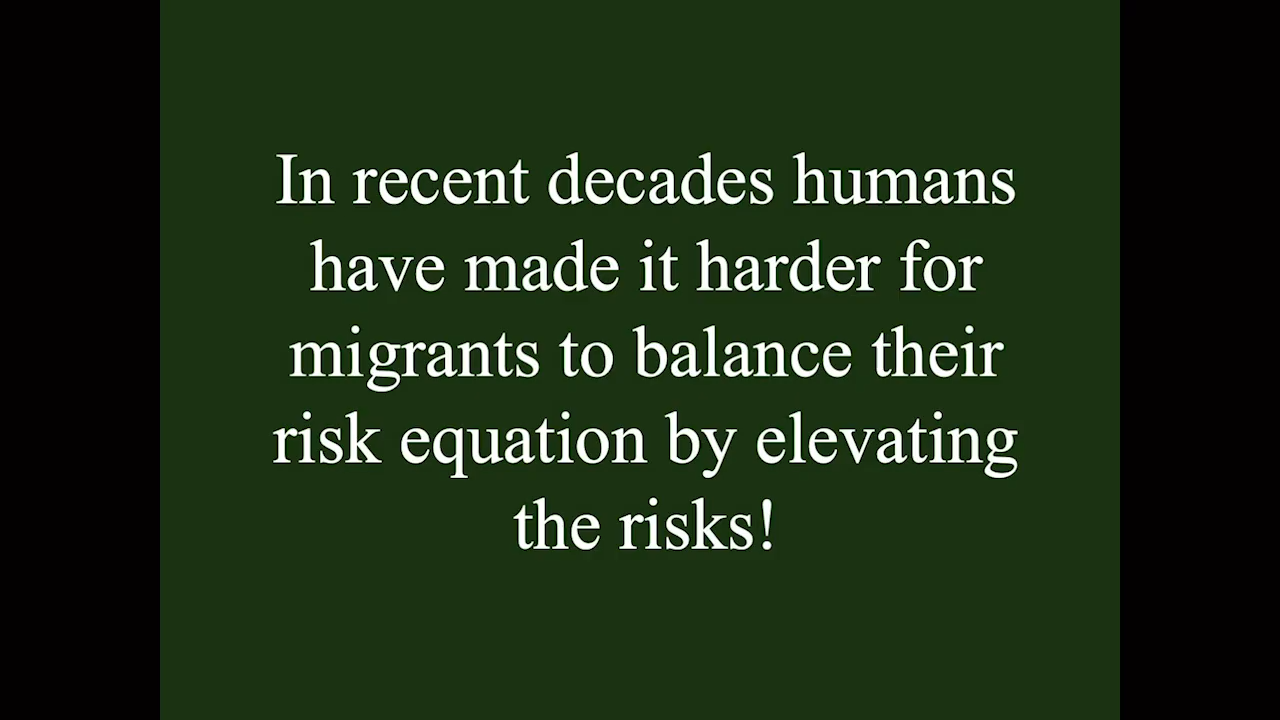 In recent decades humans
have made it harder for
migrants to balance their
risk equation by elevating
the risks!